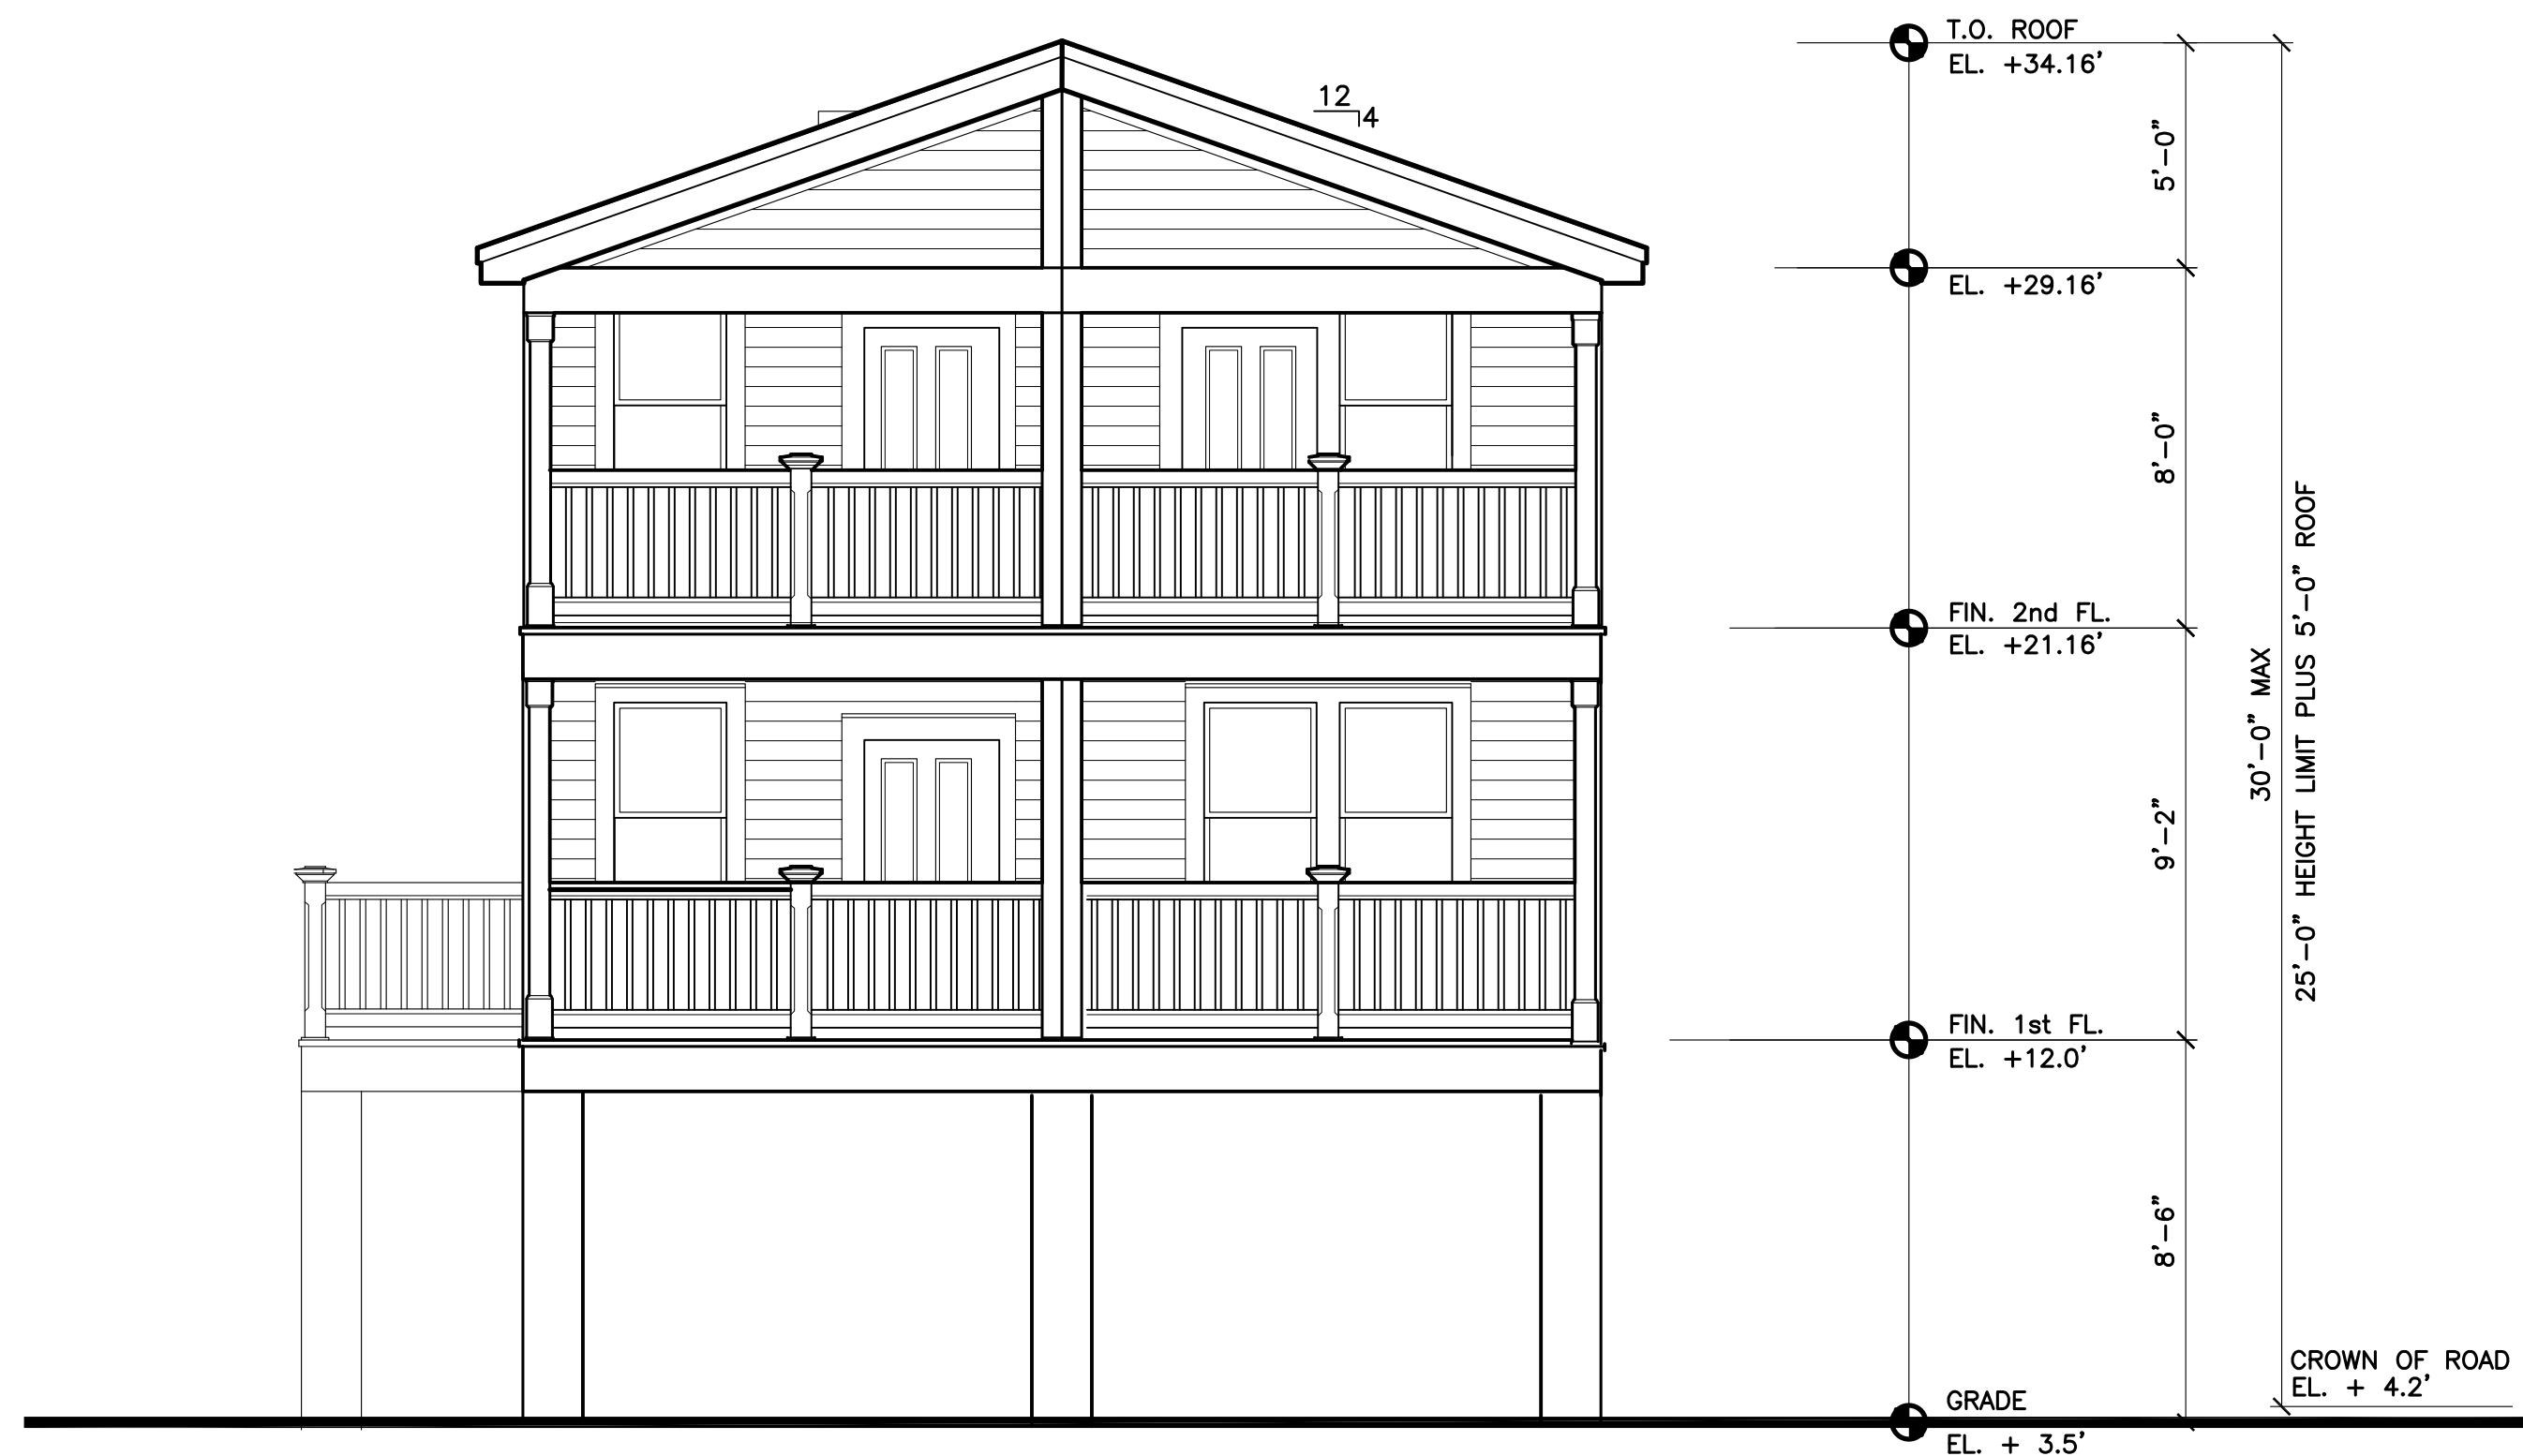 T.O. ROOF
EL. +34.16'
12
4
5'-0"
EL. +29.16'
8'-0"
FIN. 2nd FL.
EL. +21.16'
30'-0" MAX
25'-0" HEIGHT LIMIT PLUS 5'-0" ROOF
9'-2"
FIN. 1st FL.
EL. +12.0'
8'-6"
CROWN OF ROAD
EL. + 4.2'
GRADE
EL. + 3.5'